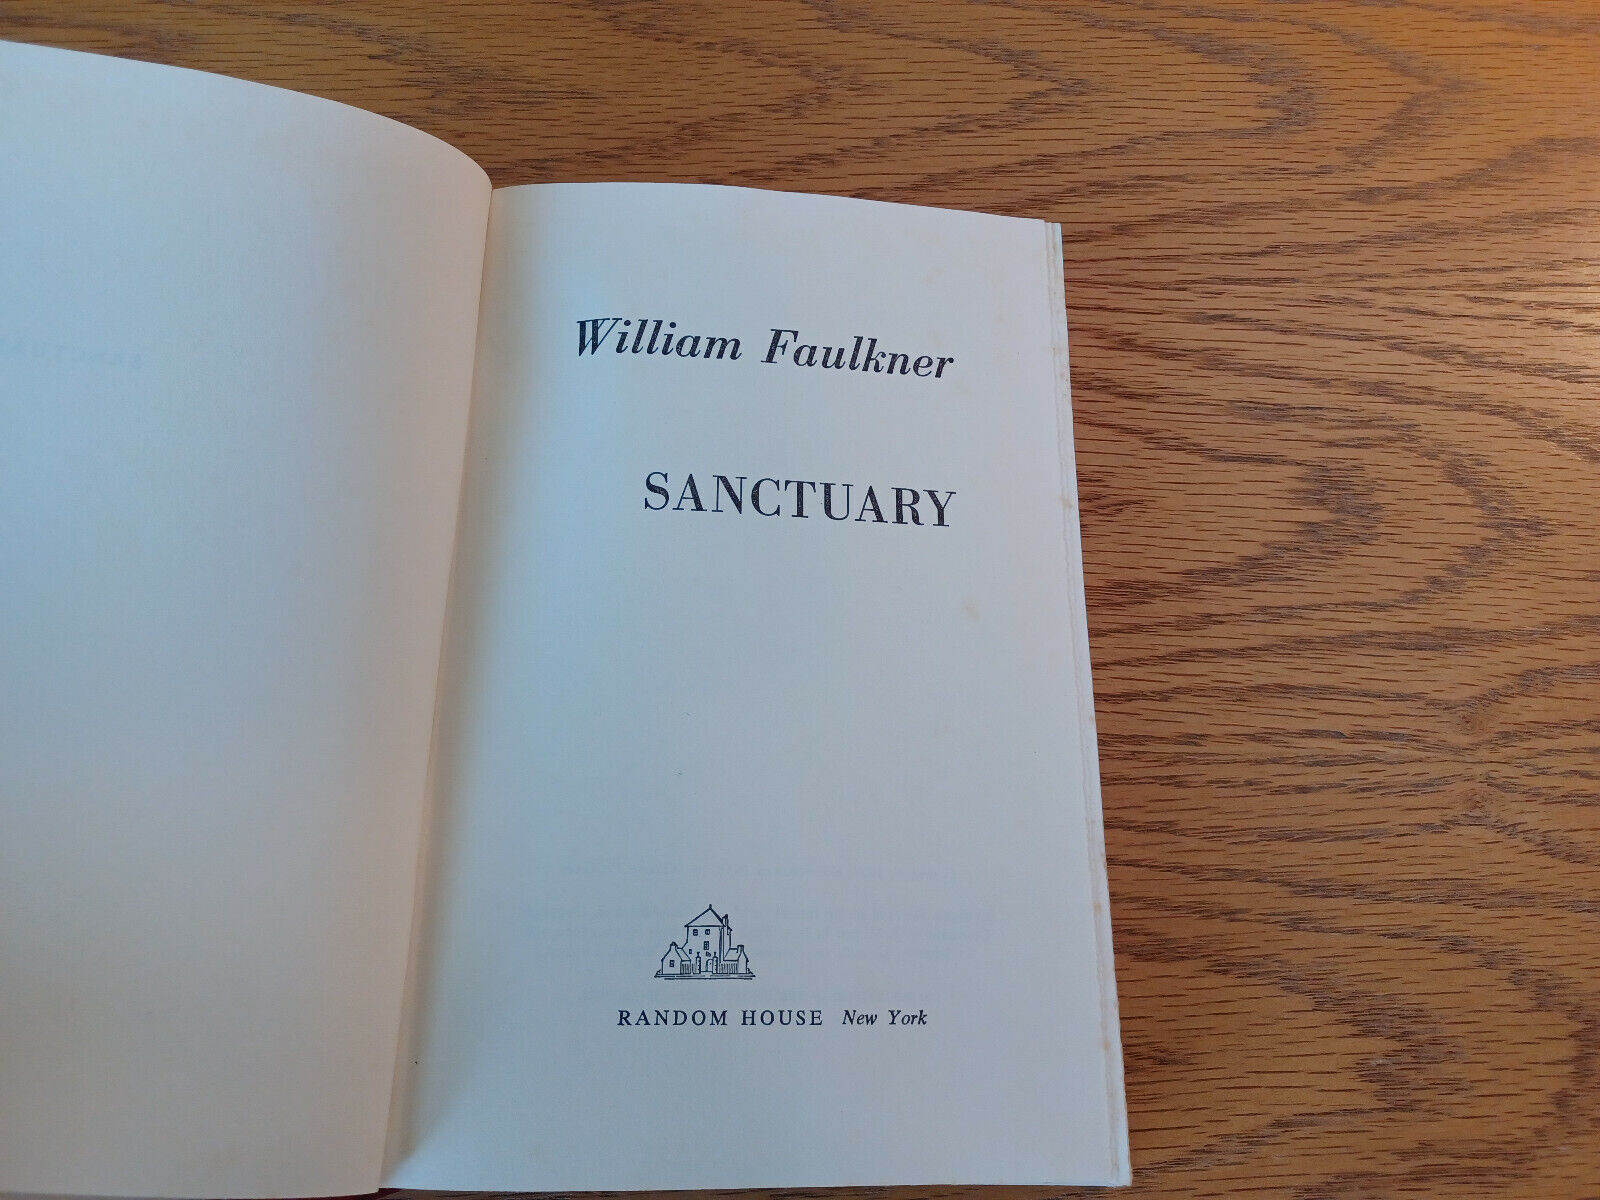 William Faulkner
SANCTUARY
RANDOM HOUSE New York